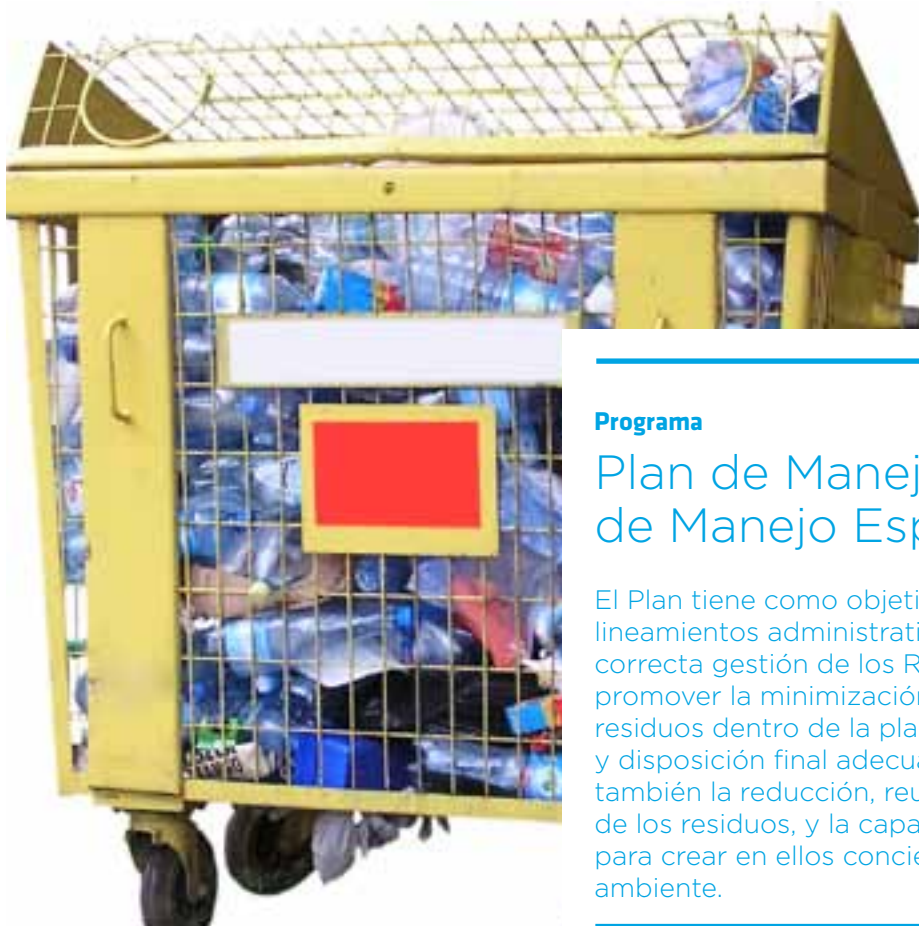 Programa
Plan de Manej
de Manejo Esp
El Plan tiene como objeti
lineamientos administrati
correcta gestión de los R
promover la minimización
residuos dentro de la pla
y disposición final adecua
también la reducción, reu
de los residuos, y la capa
para crear en ellos concie
ambiente.